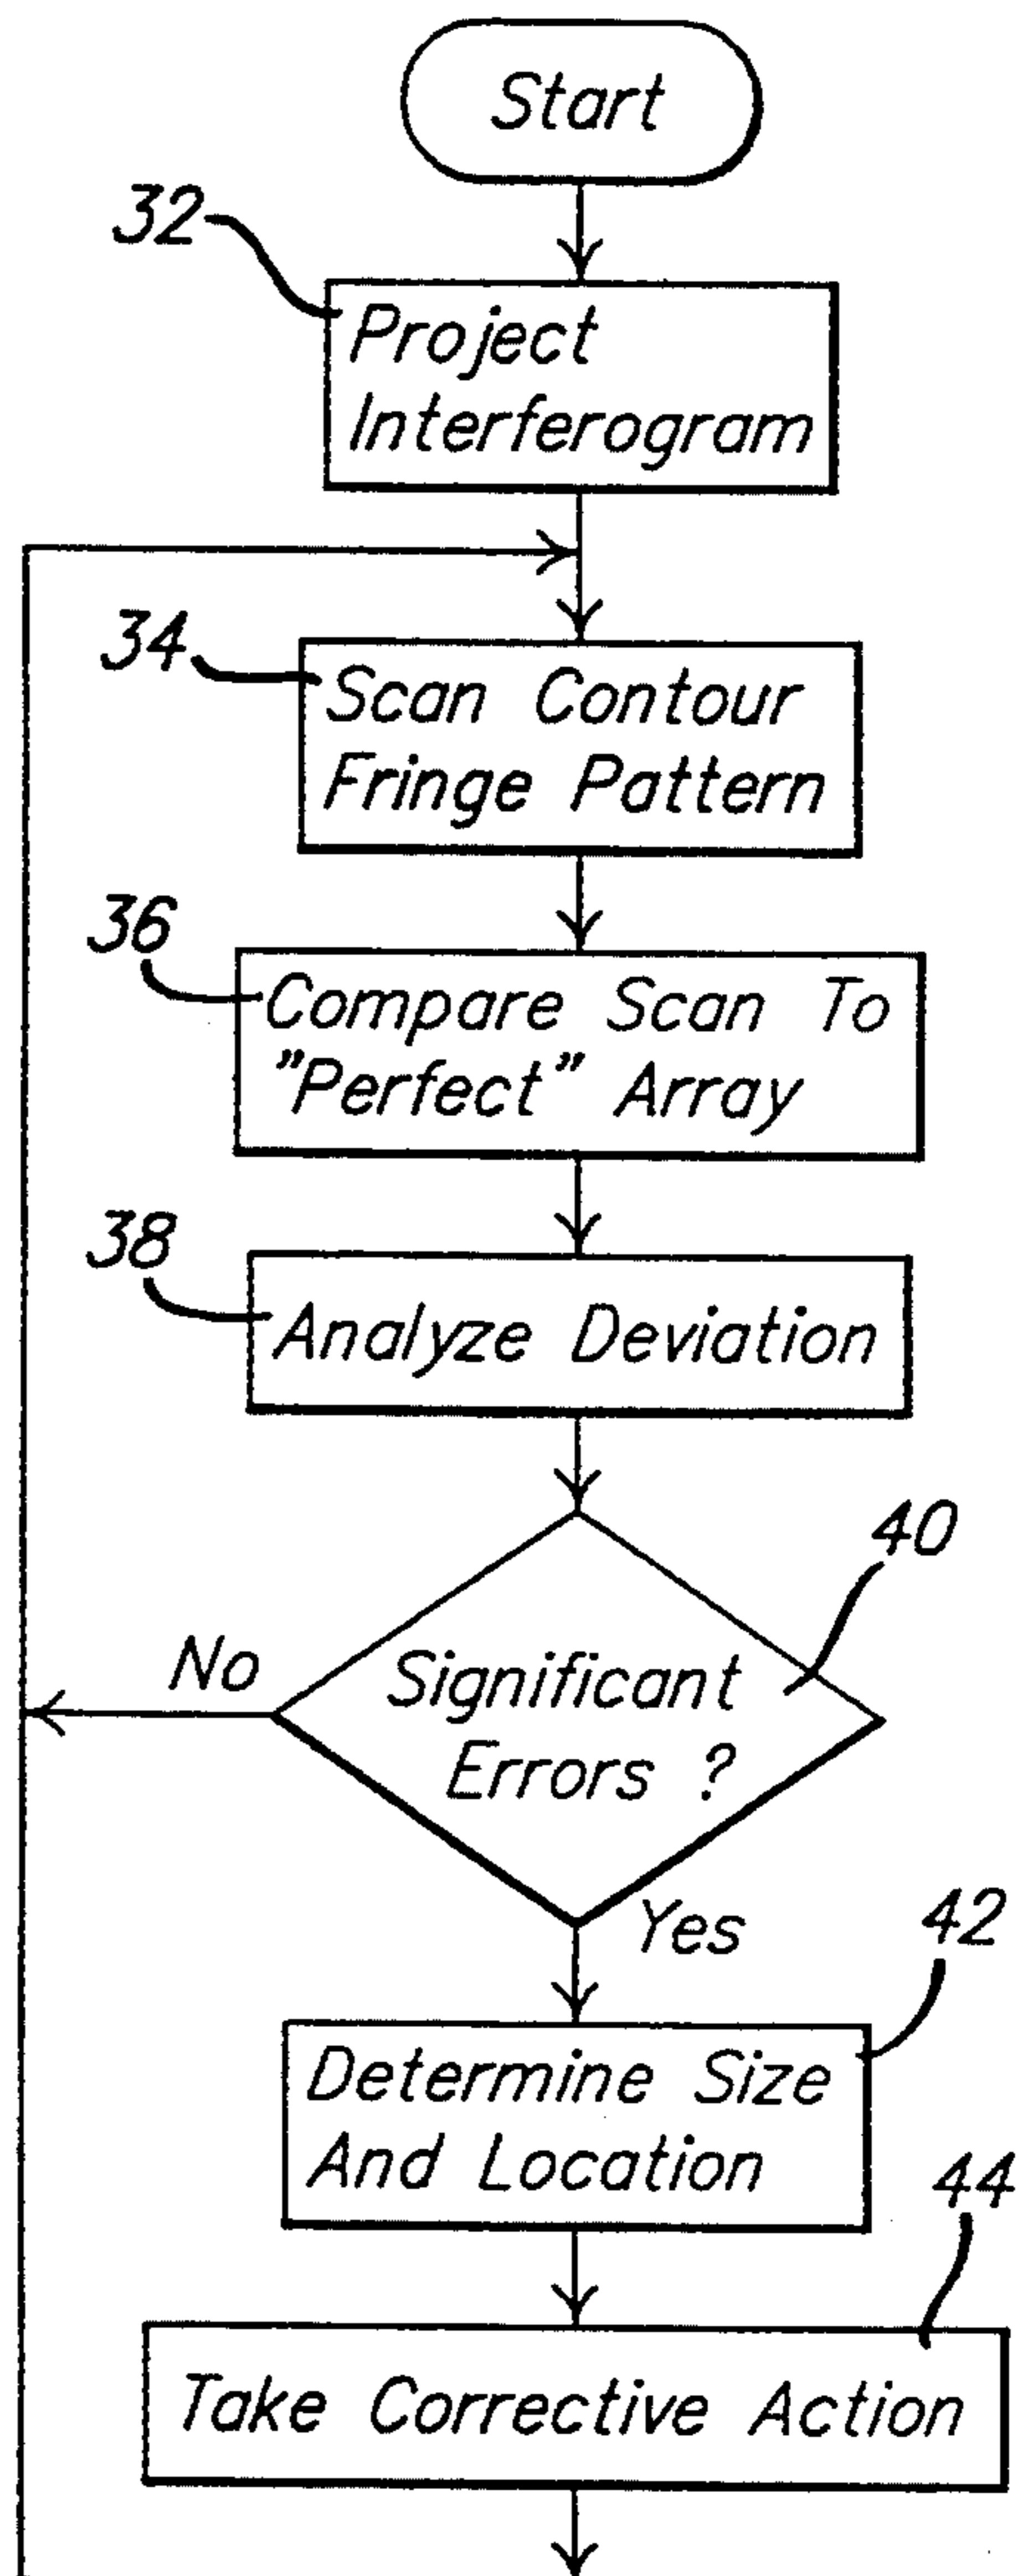 Start
32
Project
Interferogram
34
Scan Contour
Fringe Pattern
36
Compare Scan To
"Perfect" Array
38
Analyze Deviation
40
No
Significant
Errors ?
Yes
42
Determine Size
And Location
44
Take Corrective Action